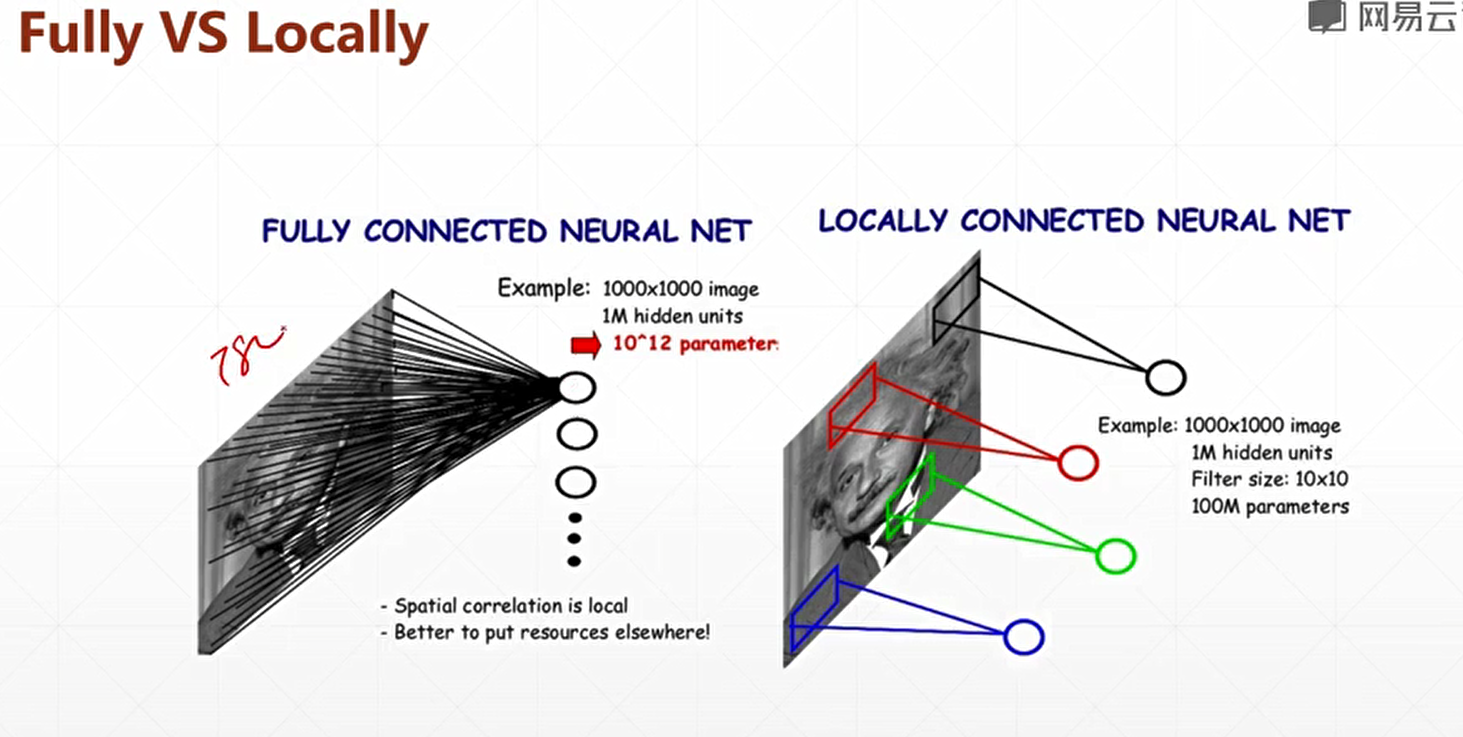 Fully VS Locally
网易云
FULLY CONNECTED NEURAL NET
Example: 1000x1000 image
1M hidden units
10^12 parameter
- Spatial correlation is local
- Better to put resources elsewhere!
LOCALLY CONNECTED NEURAL NET
Example: 1000x1000 image
1M hidden units
Filter size: 10x10
100M parameters